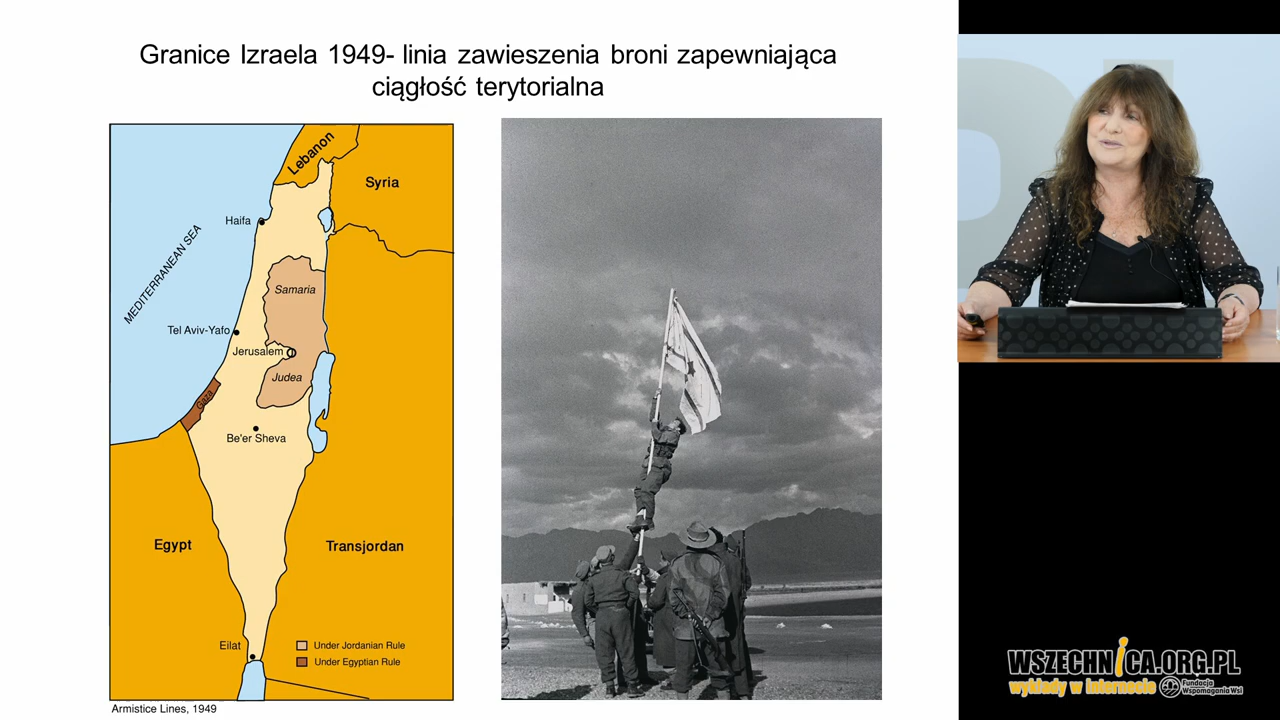 Granice Izraela 1949- linia zawieszenia broni zapewniająca
ciągłość terytorialna
Lebanon
Syria
Haifa
MEDITERRANEAN SEA
Samaria
Tel Aviv-Yafo
Jerusalem
Judea
Gaza
Be'er Sheva
Egypt
Transjordan
Eilat
Under Jordanian Rule
Under Egyptian Rule
Armistice Lines, 1949
WSZECHNICA.ORG.PL
wykłady w internecie
Fundacja
Wspomagania Wsi